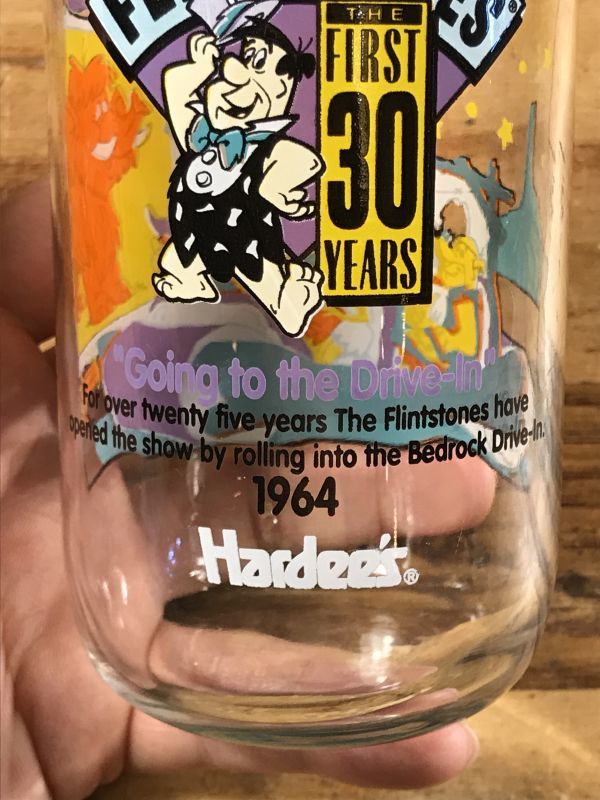 THE
FIRST
30
YEARS
"Going to the Drive-In"
For over twenty five years The Flintstones have
opened the show by rolling into the Bedrock Drive-In.
1964
Hardee's®